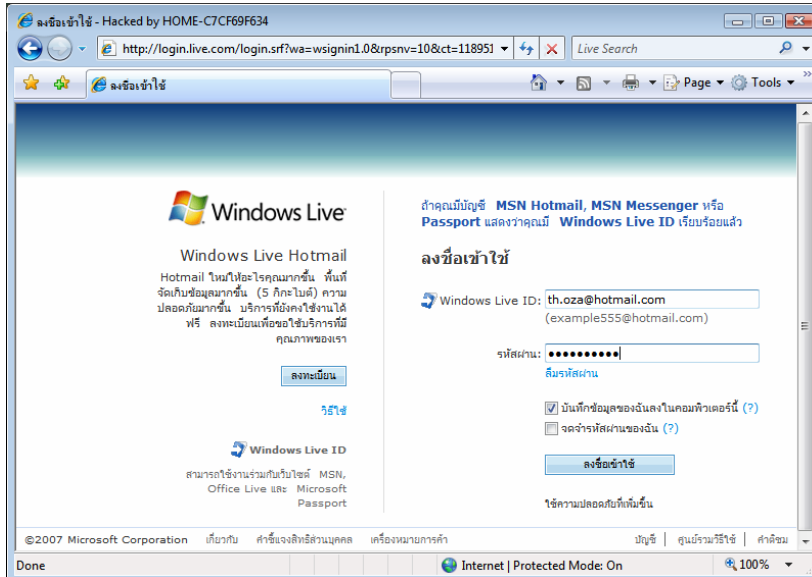 ลงชื่อเข้าใช้ - Hacked by HOME-C7CF69F634
http://login.live.com/login.srf?wa=wsignin1.0&rpsnv=10&ct=118951
Live Search
ลงชื่อเข้าใช้
Page
Tools
Windows Live
Windows Live Hotmail
Hotmail ใหม่ให้อะไรคุณมากขึ้น พื้นที่
จัดเก็บข้อมูลมากขึ้น (5 กิกะไบต์) ความ
ปลอดภัยมากขึ้น บริการที่ยังคงใช้งานได้
ฟรี ลงทะเบียนเพื่อขอใช้บริการที่มี
คุณภาพของเรา
ลงทะเบียน
วิธีใช้
Windows Live ID
สามารถใช้งานร่วมกับเว็บไซต์ MSN,
Office Live และ Microsoft
Passport
ถ้าคุณมีบัญชี MSN Hotmail, MSN Messenger หรือ
Passport แสดงว่าคุณมี Windows Live ID เรียบร้อยแล้ว
ลงชื่อเข้าใช้
Windows Live ID: th.oza@hotmail.com
(example555@hotmail.com)
รหัสผ่าน: ●●●●●●●●●●
ลืมรหัสผ่าน
บันทึกข้อมูลของฉันลงในคอมพิวเตอร์นี้ (?)
จดจำรหัสผ่านของฉัน (?)
ลงชื่อเข้าใช้
ใช้ความปลอดภัยที่เพิ่มขึ้น
©2007 Microsoft Corporation เกี่ยวกับ คำชี้แจงสิทธิส่วนบุคคล เครื่องหมายการค้า บัญชี | ศูนย์รวมวิธีใช้ | คำติชม
Done Internet | Protected Mode: On 100%